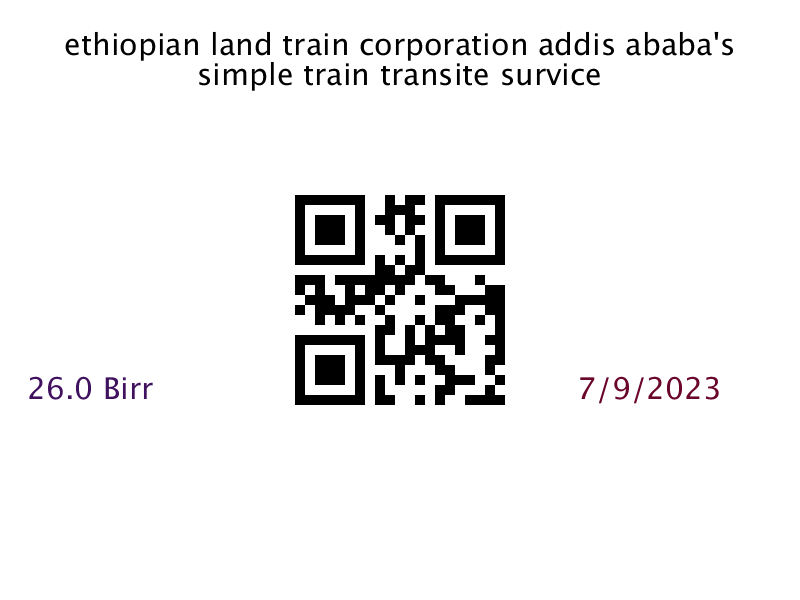 ethiopian land train corporation addis ababa's
simple train transite survice
26.0 Birr
7/9/2023